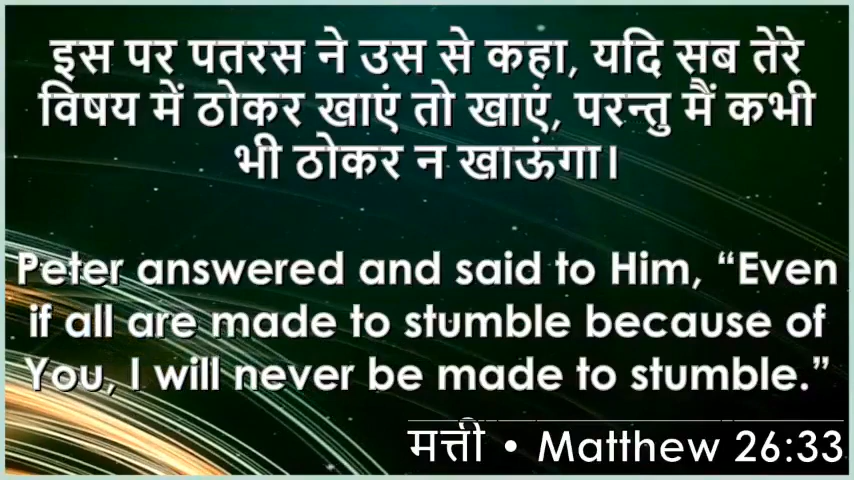 इस पर पतरस ने उस से कहा, यदि सब तेरे
विषय में ठोकर खाएं तो खाएं, परन्तु मैं कभी
भी ठोकर न खाऊंगा।
Peter answered and said to Him, “Even
if all are made to stumble because of
You, I will never be made to stumble.”
मत्ती • Matthew 26:33